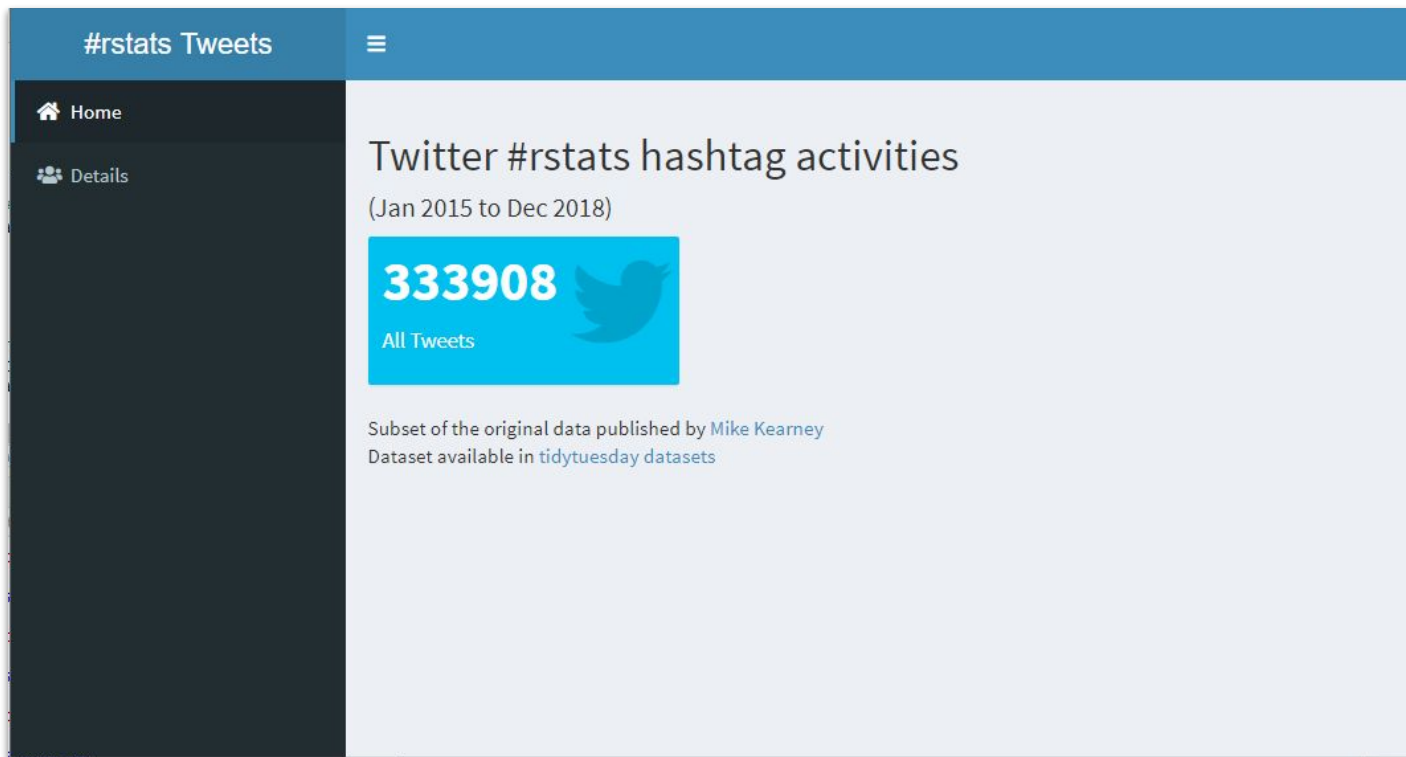 #rstats Tweets
Home
Details
Twitter #rstats hashtag activities
(Jan 2015 to Dec 2018)
333908
All Tweets
Subset of the original data published by Mike Kearney
Dataset available in tidytuesday datasets